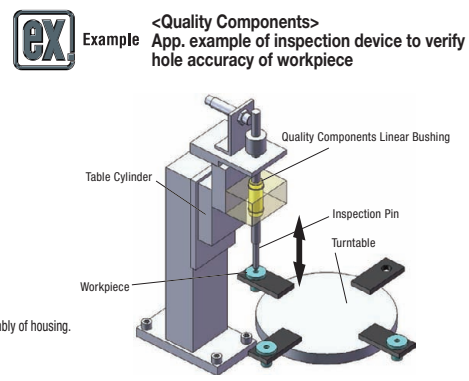 ex.
Example
<Quality Components>
App. example of inspection device to verify
hole accuracy of workpiece
Quality Components Linear Bushing
Table Cylinder
Inspection Pin
Turntable
Workpiece
bly of housing.